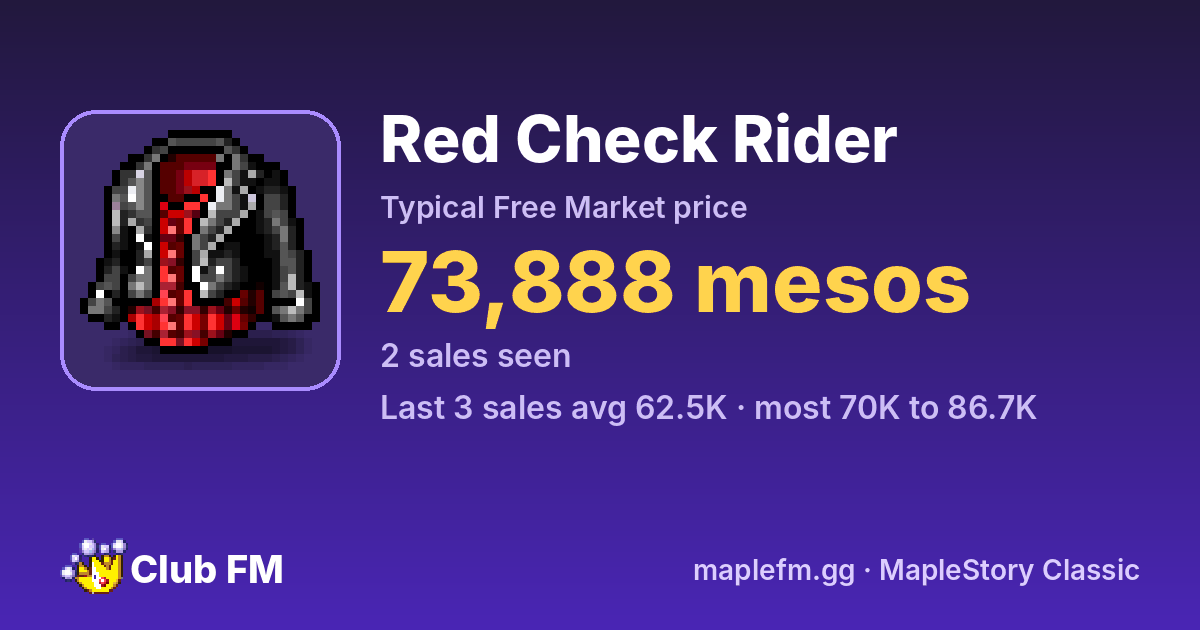 Red Check Rider
Typical Free Market price
73,888 mesos
2 sales seen
Last 3 sales avg 62.5K · most 70K to 86.7K
Club FM
maplefm.gg · MapleStory Classic